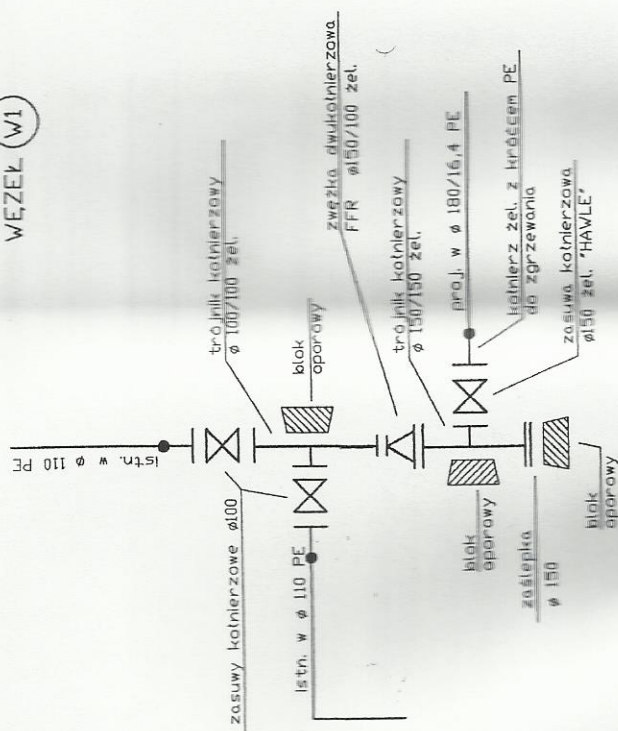 WĘZEŁ W1
trójnik kołnierzowy
ø 100/100 żel.
zwężka dwukołnierzowa
FFR ø150/100 żel.
blok
oporowy
trójnik kołnierzowy
ø 150/150 żel.
proj. w ø 180/16,4 PE
kołnierz żel. z króćcem PE
do zgrzewania
zasuwa kołnierzowa
ø150 żel. "HAWLE"
istn. w ø 110 PE
zasuwy kołnierzowe ø100
istn. w ø 110 PE
blok
oporowy
zaślepka
ø 150
blok
oporowy